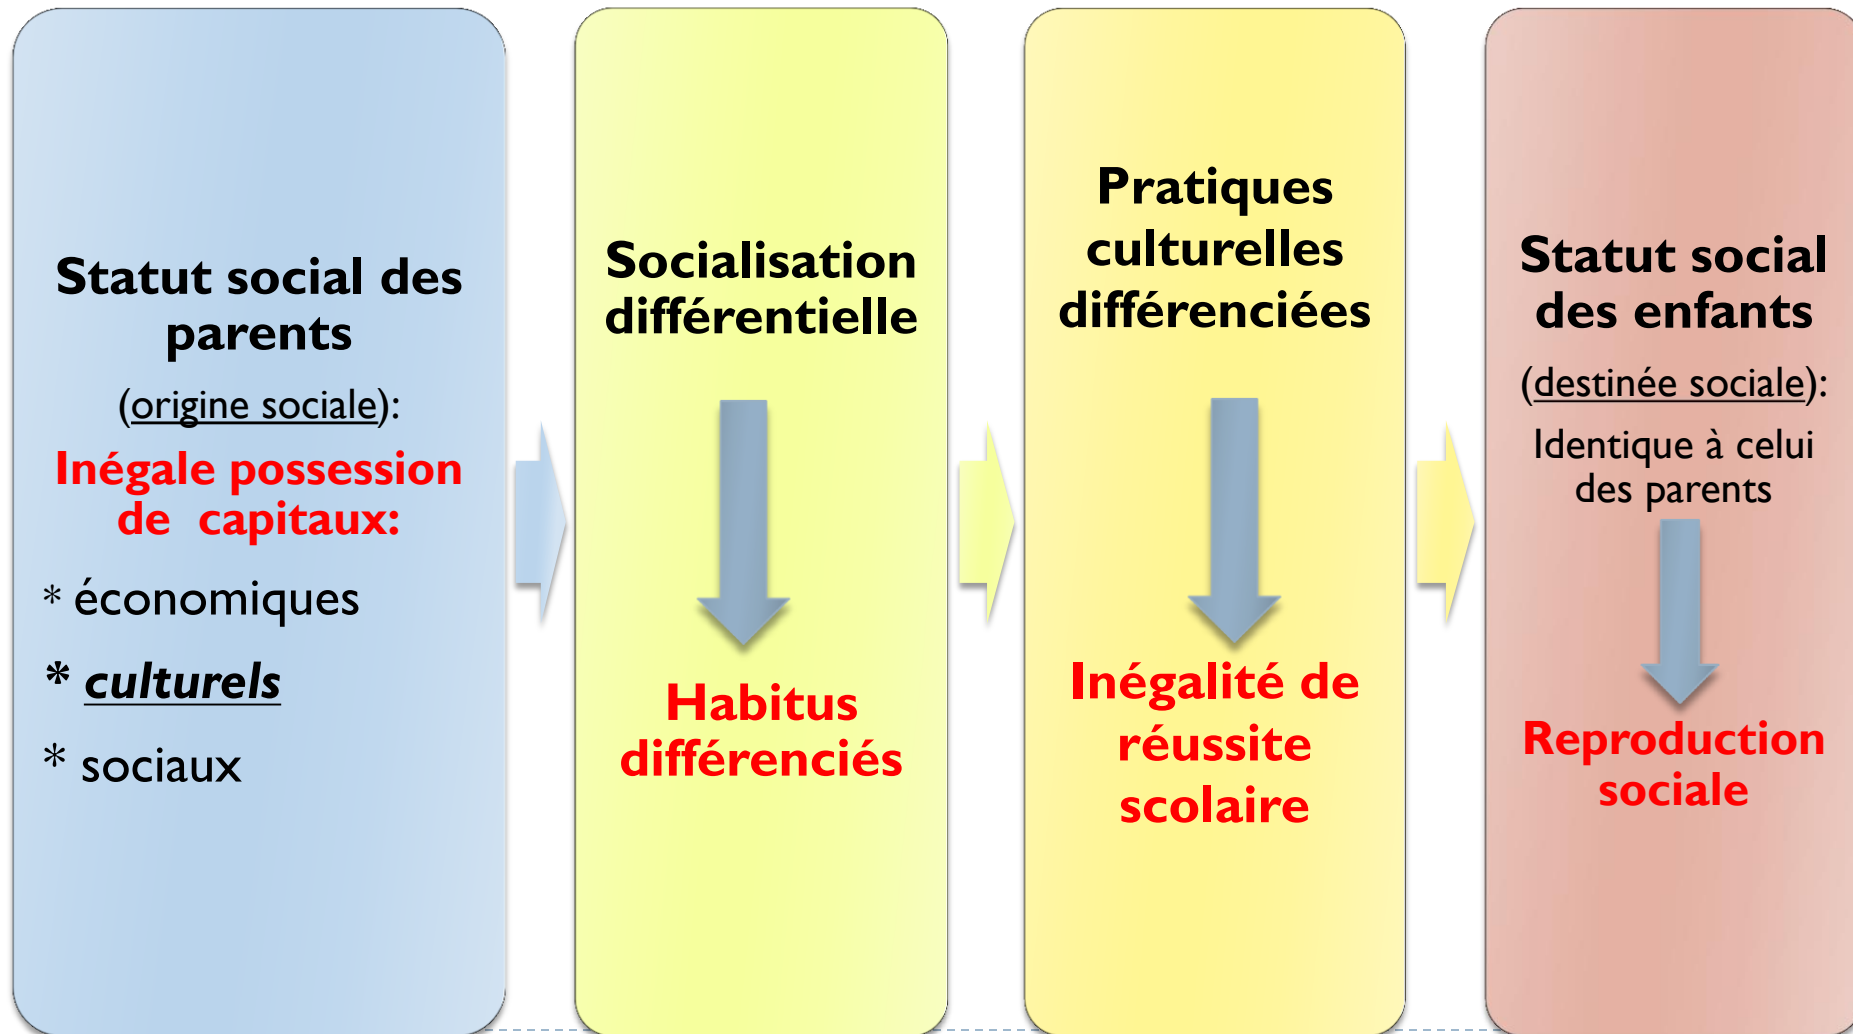 Statut social des
parents
(origine sociale):
Inégale possession
de capitaux:
* économiques
* culturels
* sociaux
Socialisation
différentielle
Habitus
différenciés
Pratiques
culturelles
différenciées
Inégalité de
réussite
scolaire
Statut social
des enfants
(destinée sociale):
Identique à celui
des parents
Reproduction
sociale